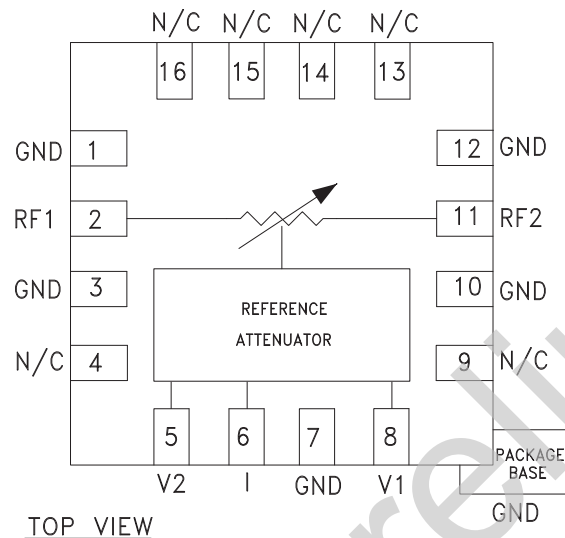 N/C N/C N/C N/C
16 15 14 13
GND 1 12 GND
RF1 2 11 RF2
GND 3 10 GND
REFERENCE
ATTENUATOR
N/C 4 9 N/C
5 6 7 8
V2 I GND V1
PACKAGE
BASE
GND
TOP VIEW